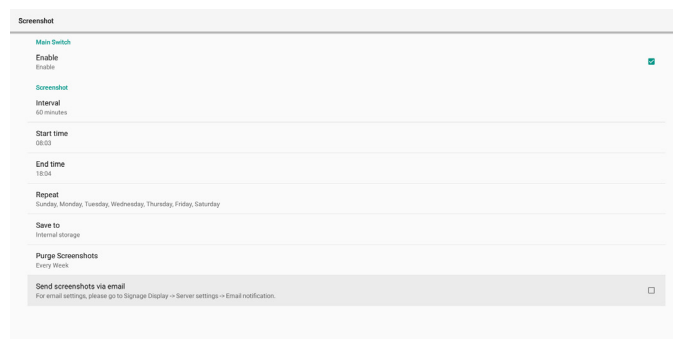 Screenshot
Main Switch
Enable
Enable
Screenshot
Interval
60 minutes
Start time
08:03
End time
18:04
Repeat
Sunday, Monday, Tuesday, Wednesday, Thursday, Friday, Saturday
Save to
Internal storage
Purge Screenshots
Every Week
Send screenshots via email
For email settings, please go to Signage Display -> Server settings -> Email notification.